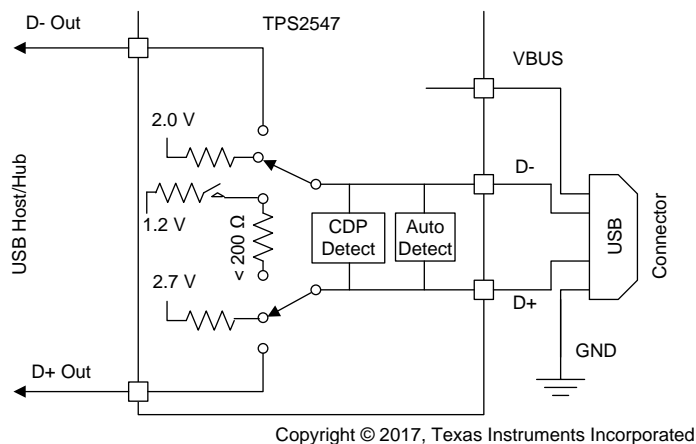 D- Out
TPS2547
VBUS
2.0 V
D-
1.2 V
< 200 Ω
CDP
Detect
Auto
Detect
USB
Connector
USB Host/Hub
2.7 V
D+
GND
D+ Out
Copyright © 2017, Texas Instruments Incorporated